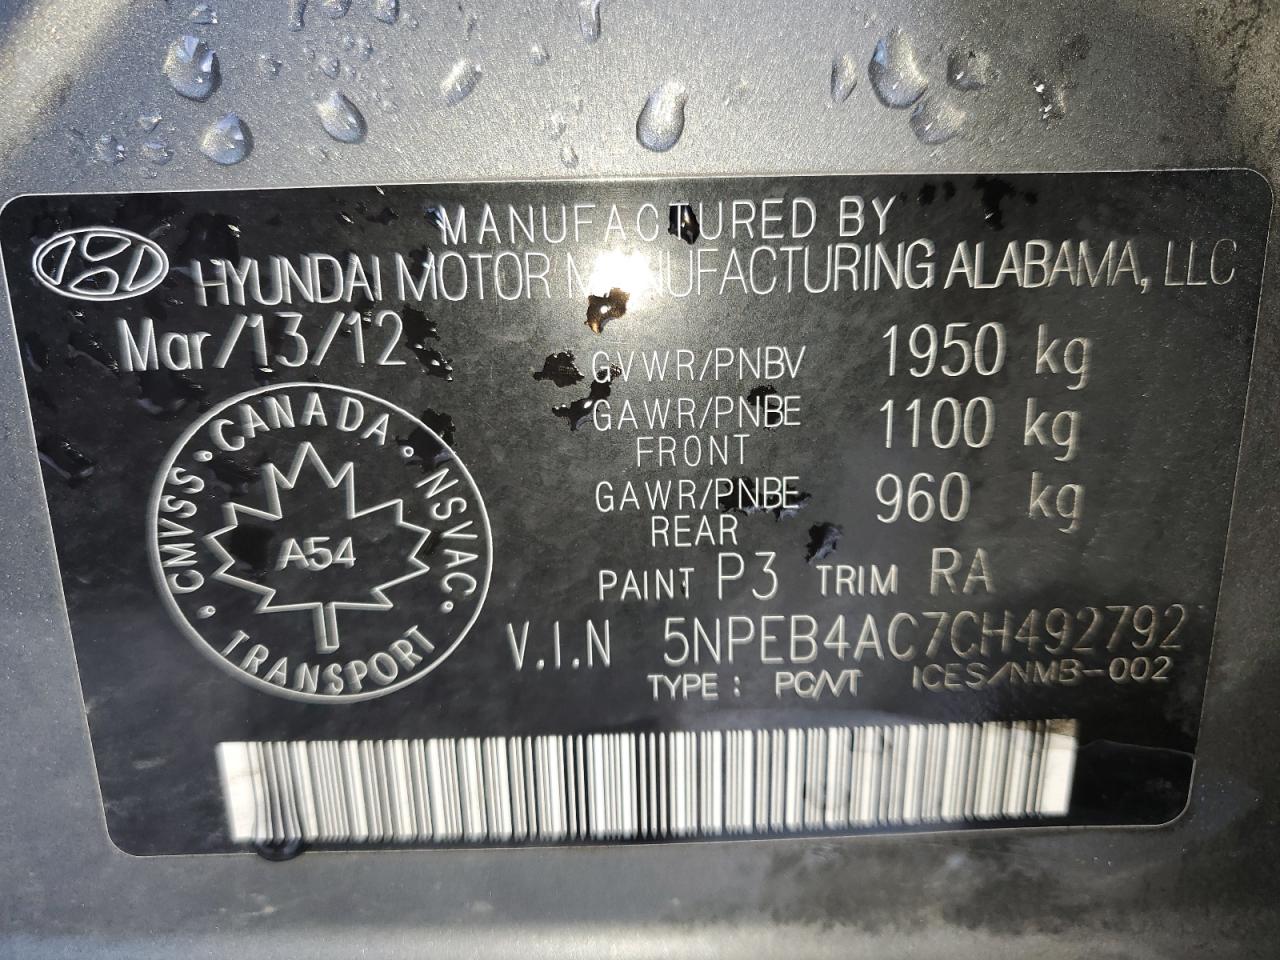 MANUFACTURED BY
HYUNDAI MOTOR MANUFACTURING ALABAMA, LLC
Mar/13/12
GVWR/PNBV 1950 kg
GAWR/PNBE 1100 kg
FRONT
GAWR/PNBE 960 kg
REAR
PAINT P3 TRIM RA
V.I.N 5NPEB4AC7CH492792
TYPE : PC/VT ICES/NMB-002
CANADA · NSVAC · TRANSPORT · CMVSS ·
A54